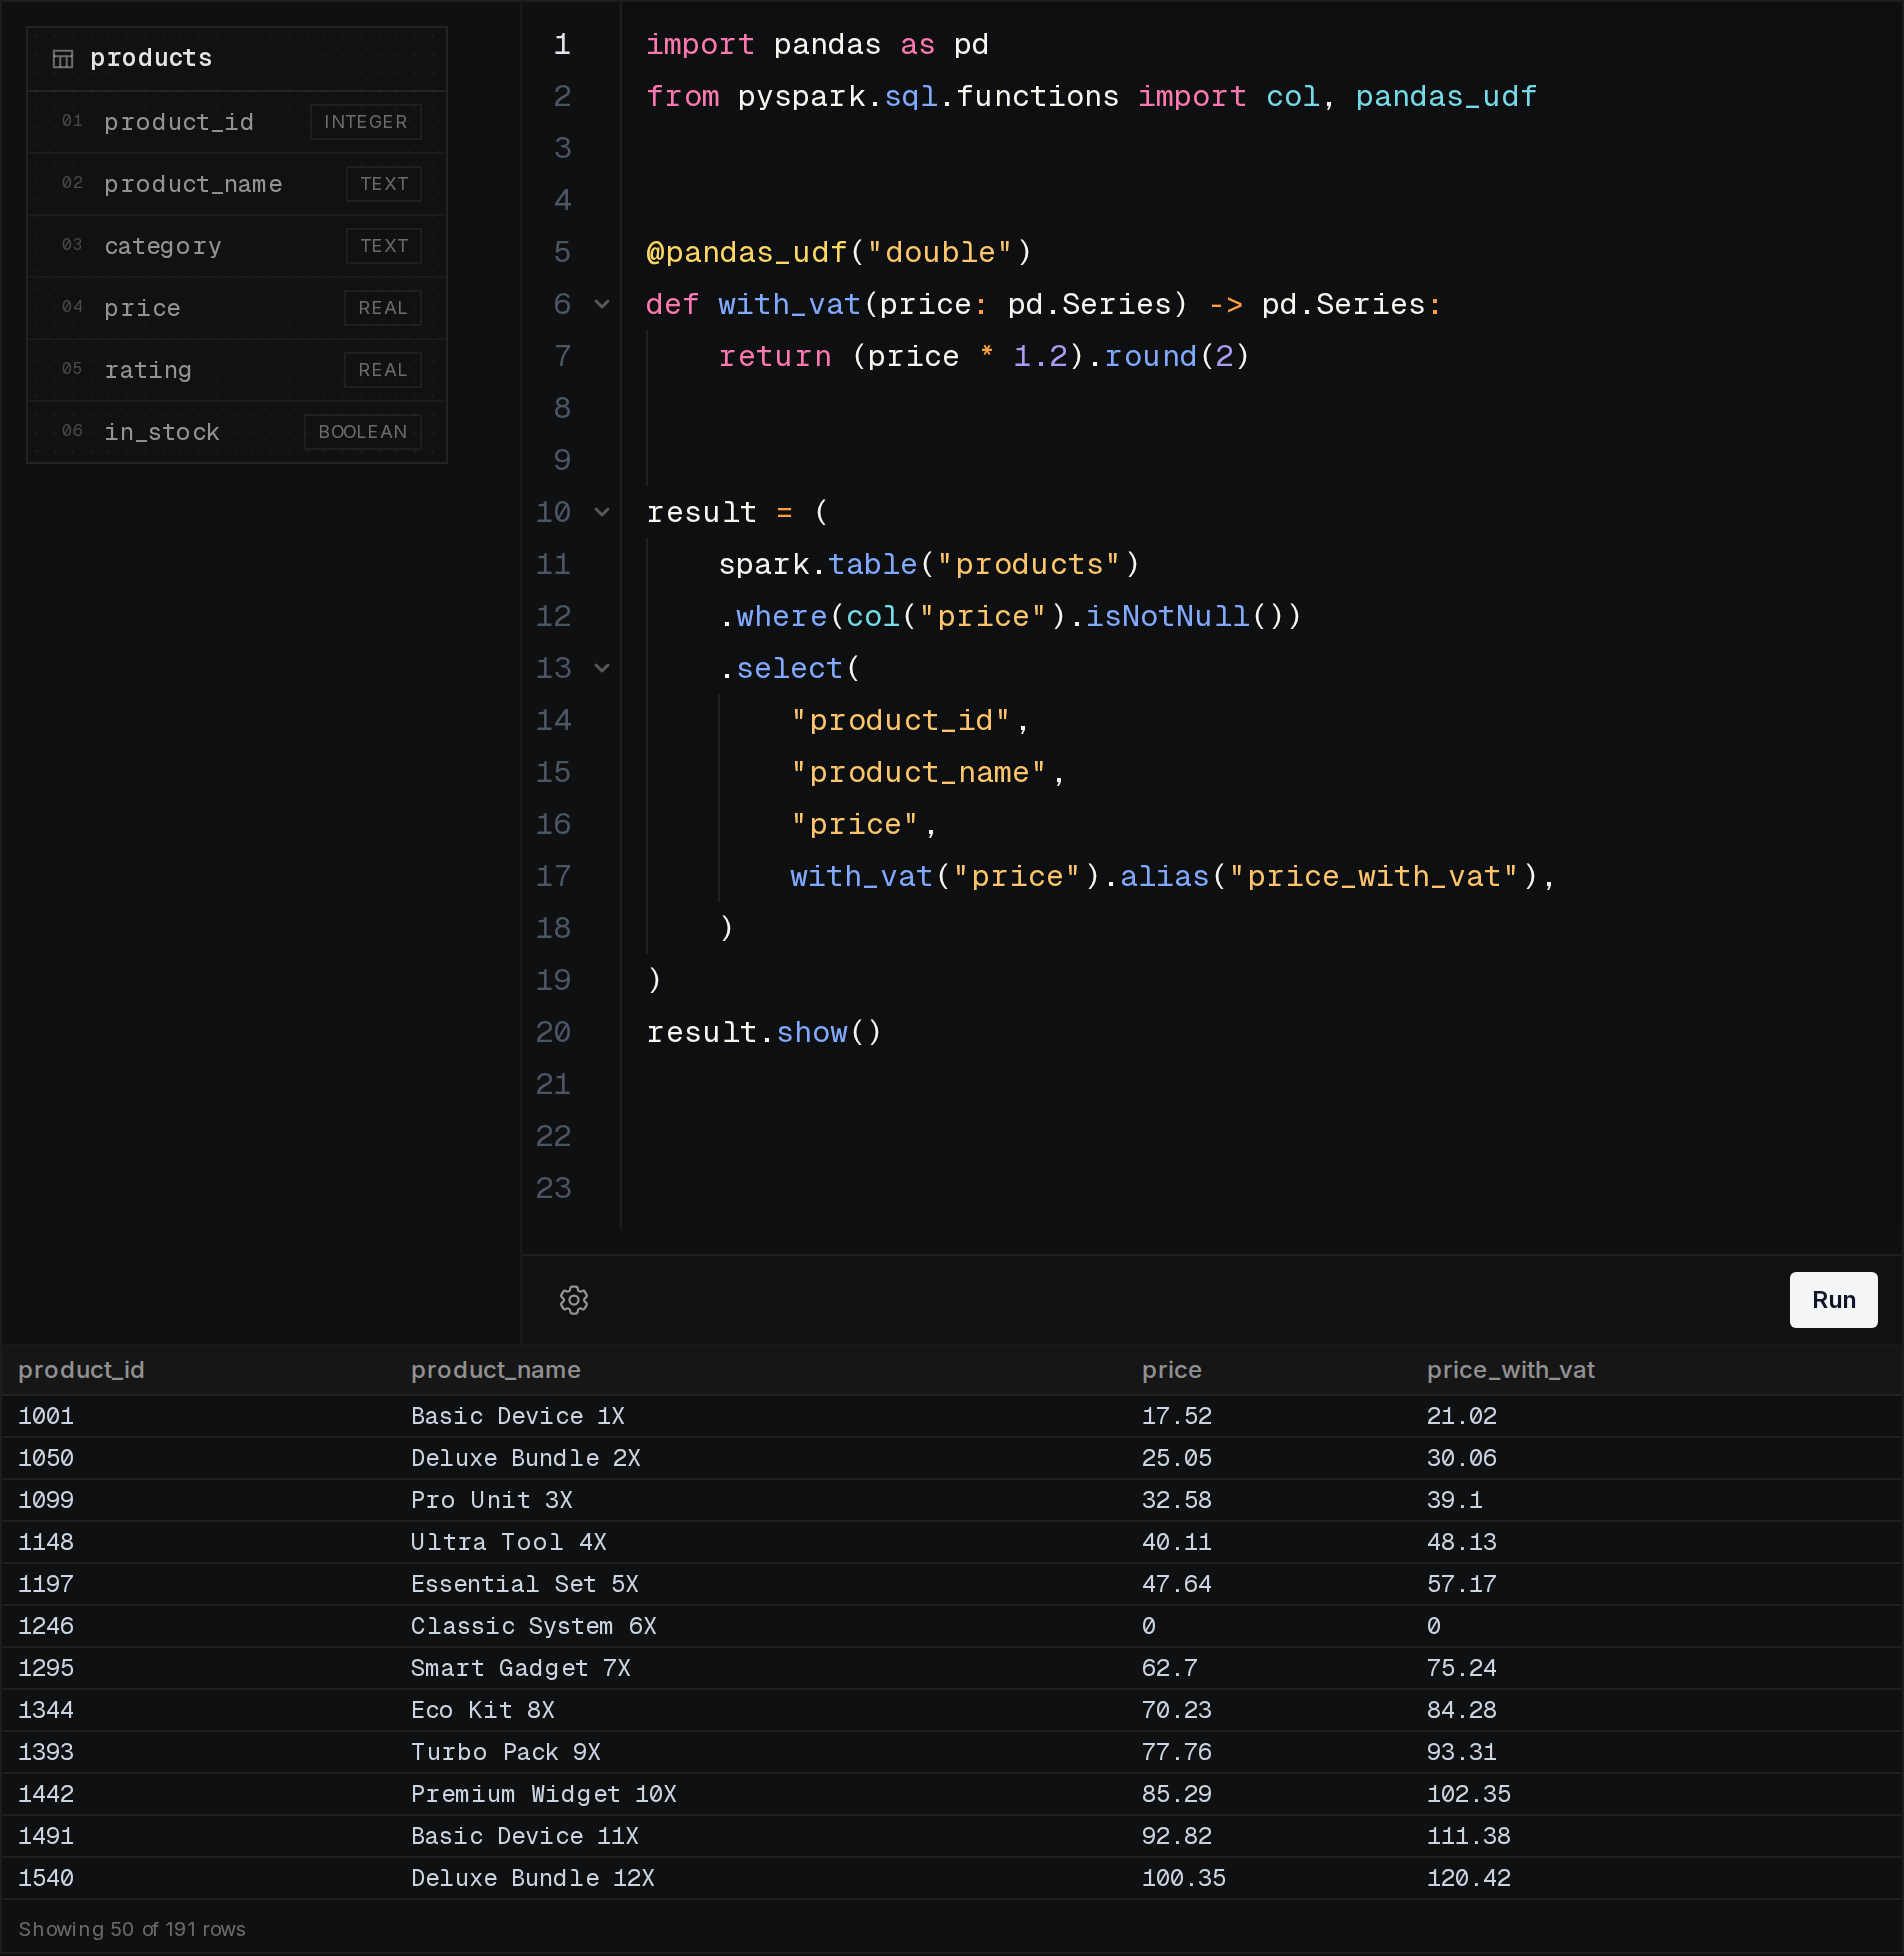 products
01 product_id INTEGER
02 product_name TEXT
03 category TEXT
04 price REAL
05 rating REAL
06 in_stock BOOLEAN
1 import pandas as pd
2 from pyspark.sql.functions import col, pandas_udf
3
4
5 @pandas_udf("double")
6 def with_vat(price: pd.Series) -> pd.Series:
7     return (price * 1.2).round(2)
8
9
10 result = (
11     spark.table("products")
12     .where(col("price").isNotNull())
13     .select(
14         "product_id",
15         "product_name",
16         "price",
17         with_vat("price").alias("price_with_vat"),
18     )
19 )
20 result.show()
21
22
23
Run
product_id product_name price price_with_vat
1001 Basic Device 1X 17.52 21.02
1050 Deluxe Bundle 2X 25.05 30.06
1099 Pro Unit 3X 32.58 39.1
1148 Ultra Tool 4X 40.11 48.13
1197 Essential Set 5X 47.64 57.17
1246 Classic System 6X 0 0
1295 Smart Gadget 7X 62.7 75.24
1344 Eco Kit 8X 70.23 84.28
1393 Turbo Pack 9X 77.76 93.31
1442 Premium Widget 10X 85.29 102.35
1491 Basic Device 11X 92.82 111.38
1540 Deluxe Bundle 12X 100.35 120.42
Showing 50 of 191 rows